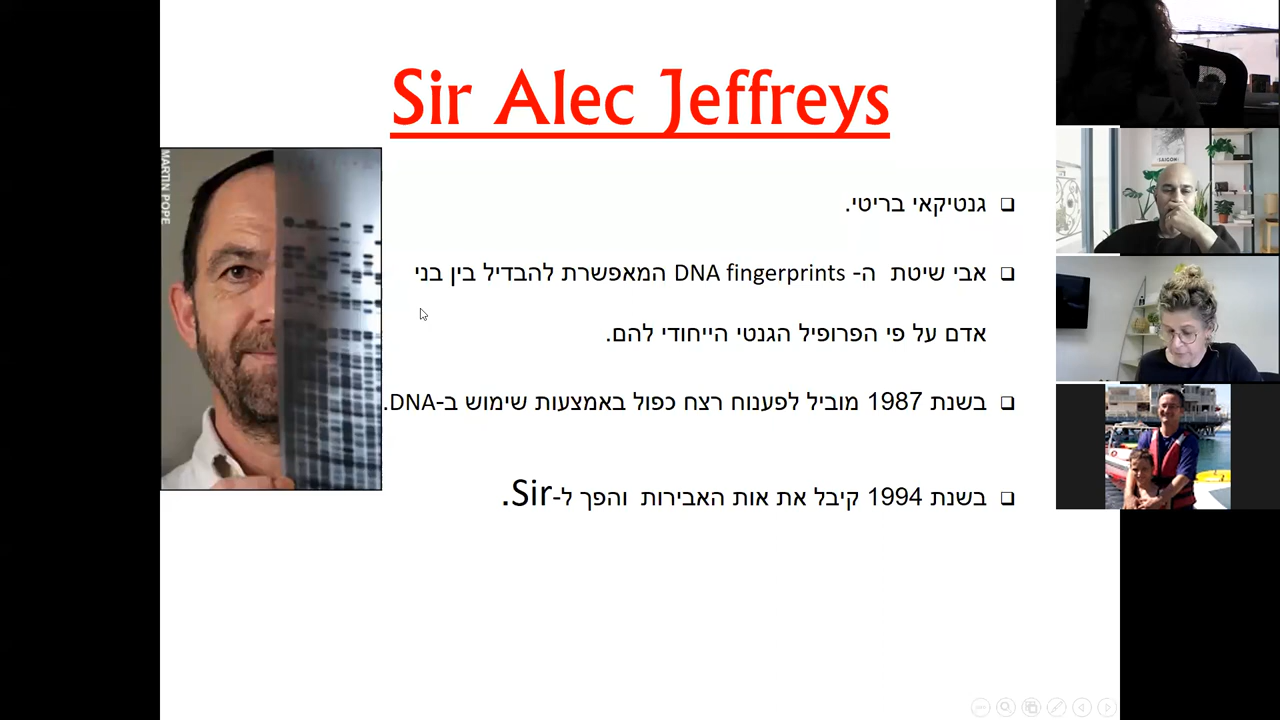 Sir Alec Jeffreys
MARTIN POPE
❑ גנטיקאי בריטי.
❑ אבי שיטת ה- DNA fingerprints המאפשרת להבדיל בין בני
אדם על פי הפרופיל הגנטי הייחודי להם.
❑ בשנת 1987 מוביל לפענוח רצח כפול באמצעות שימוש ב-DNA.
❑ בשנת 1994 קיבל את אות האבירות והפך ל-Sir.
SAIGON